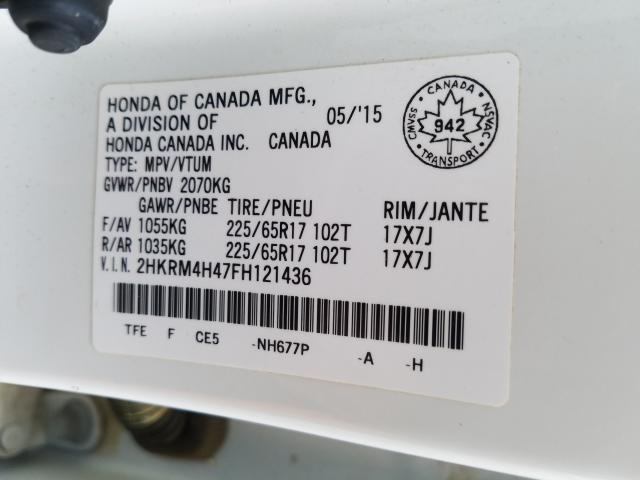 HONDA OF CANADA MFG.,
A DIVISION OF 05/'15
HONDA CANADA INC. CANADA
TYPE: MPV/VTUM
GVWR/PNBV 2070KG
GAWR/PNBE TIRE/PNEU RIM/JANTE
F/AV 1055KG 225/65R17 102T 17X7J
R/AR 1035KG 225/65R17 102T 17X7J
V.I.N. 2HKRM4H47FH121436
TFE F CE5 -NH677P -A -H
CANADA
CMVSS 942 NSVAC
TRANSPORT